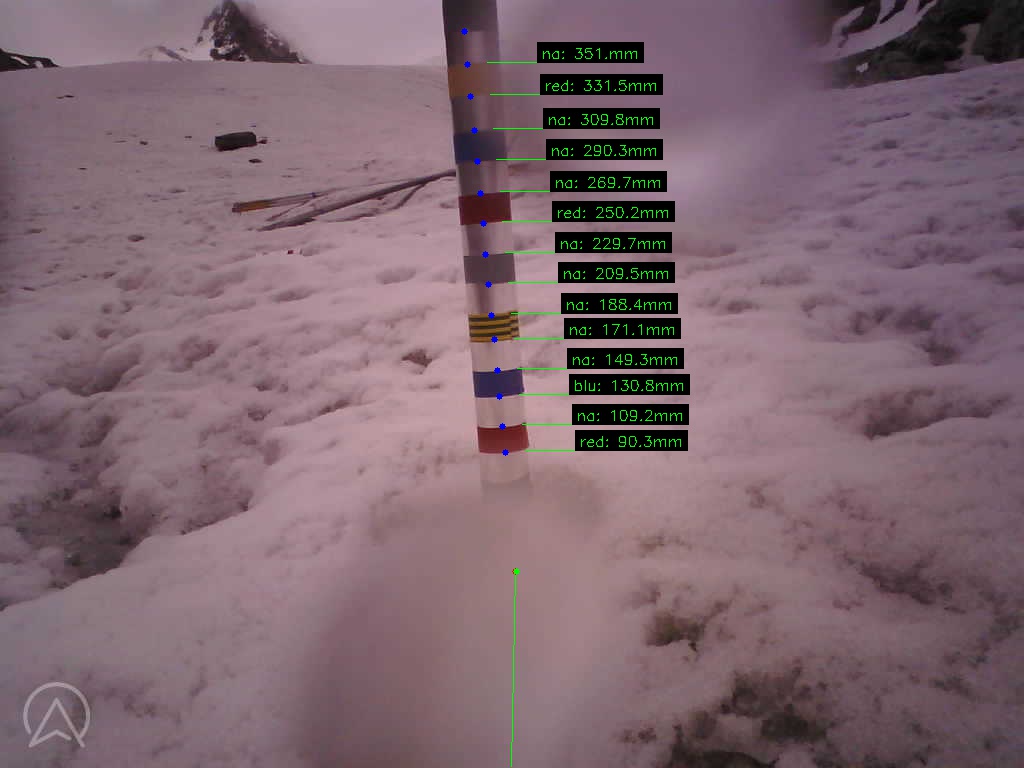 na: 351.mm
red: 331.5mm
na: 309.8mm
na: 290.3mm
na: 269.7mm
red: 250.2mm
na: 229.7mm
na: 209.5mm
na: 188.4mm
na: 171.1mm
na: 149.3mm
blu: 130.8mm
na: 109.2mm
red: 90.3mm